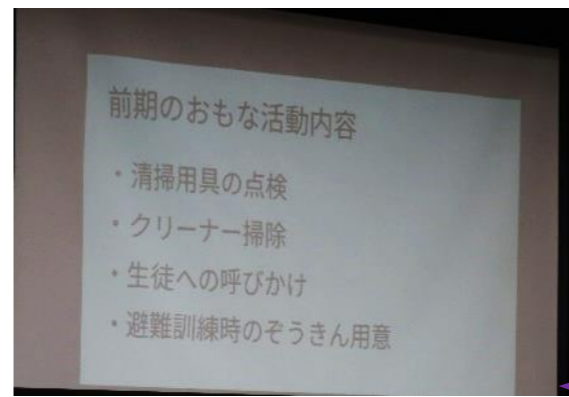 前期のおもな活動内容
・清掃用具の点検
・クリーナー掃除
・生徒への呼びかけ
・避難訓練時のぞうきん用意